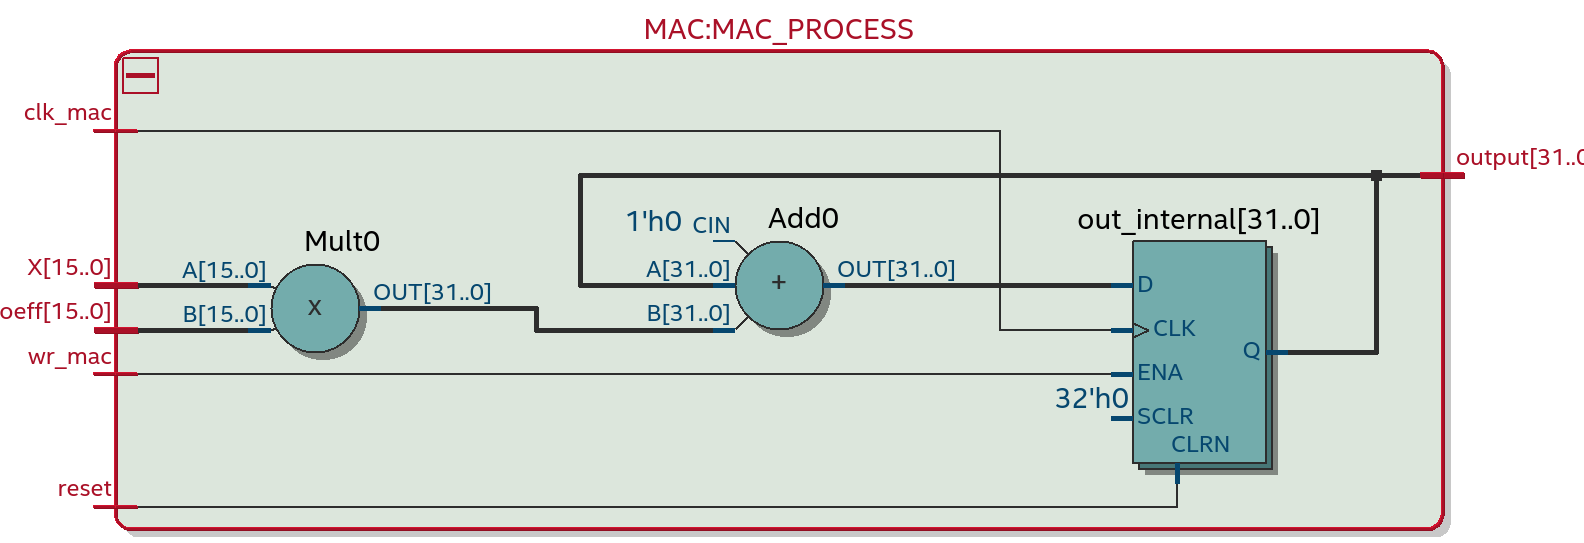 MAC:MAC_PROCESS
clk_mac
output[31..0
1'h0 CIN
Add0
out_internal[31..0]
Mult0
X[15..0]
A[15..0]
A[31..0]
+
OUT[31..0]
D
oeff[15..0]
B[15..0]
x
OUT[31..0]
B[31..0]
CLK
Q
wr_mac
ENA
32'h0
SCLR
CLRN
reset